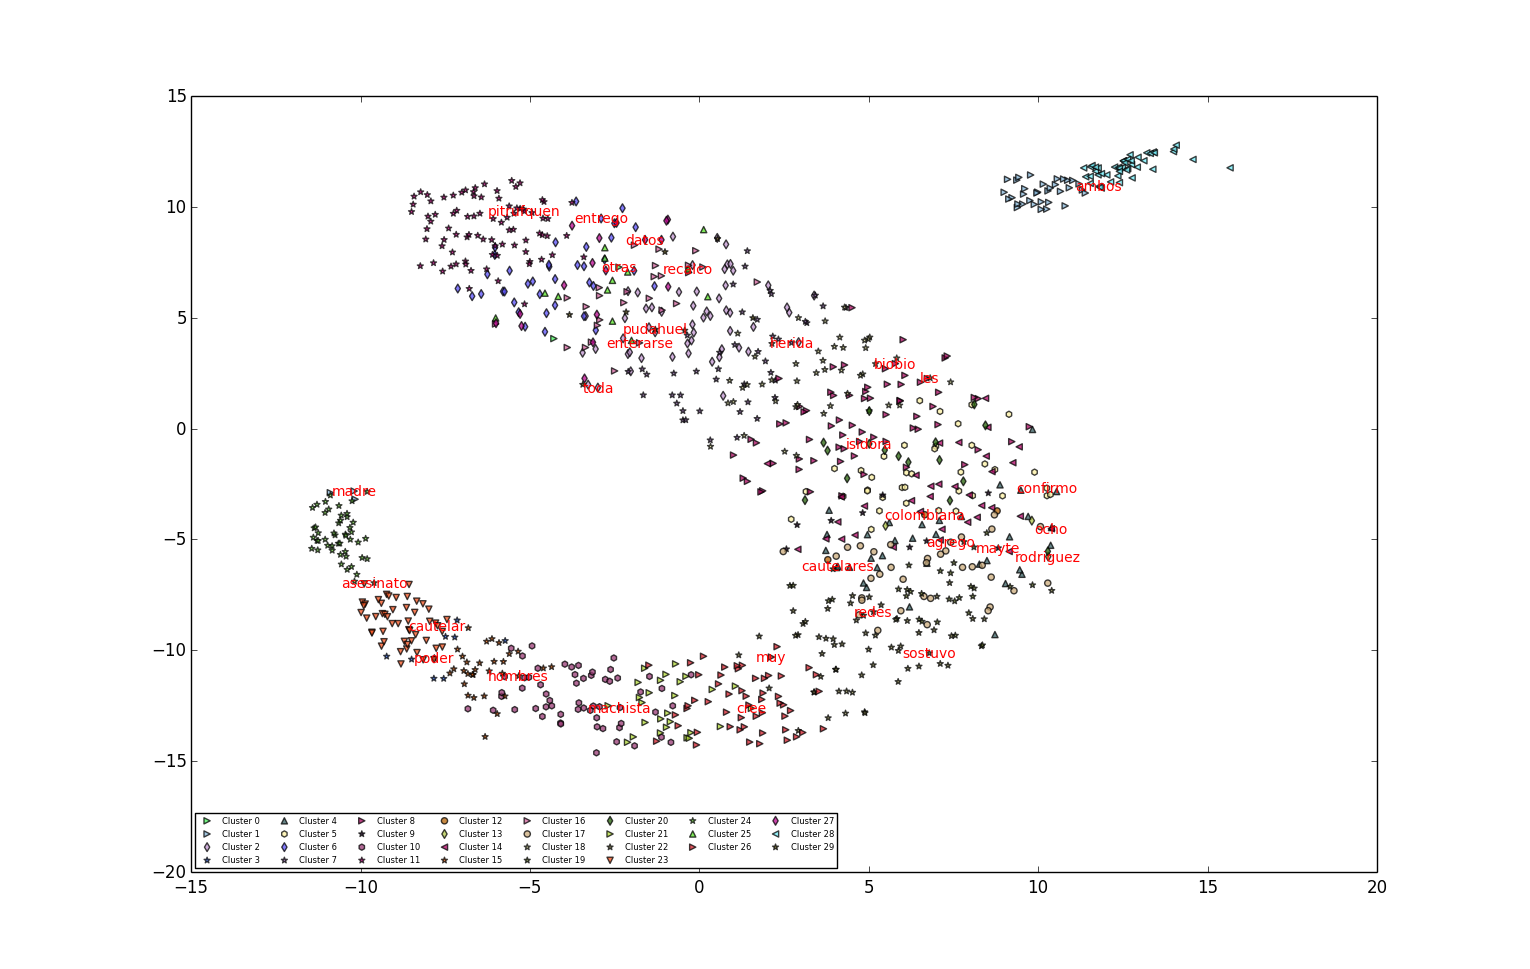 15
10
5
0
−5
−10
−15
−20
−15
−10
−5
0
5
10
15
20
ambos
pitrufquen
entrego
datos
otras
recalco
pudahuel
enterarse
tienda
biobio
les
toda
isidora
madre
confirmo
colombiana
ocho
agrego
mayte
rodriguez
cautelares
asesinato
redes
cautelar
sostuvo
poder
muy
hombres
machista
cree
Cluster 0 Cluster 4 Cluster 8 Cluster 12 Cluster 16 Cluster 20 Cluster 24 Cluster 27
Cluster 1 Cluster 5 Cluster 9 Cluster 13 Cluster 17 Cluster 21 Cluster 25 Cluster 28
Cluster 2 Cluster 6 Cluster 10 Cluster 14 Cluster 18 Cluster 22 Cluster 26 Cluster 29
Cluster 3 Cluster 7 Cluster 11 Cluster 15 Cluster 19 Cluster 23